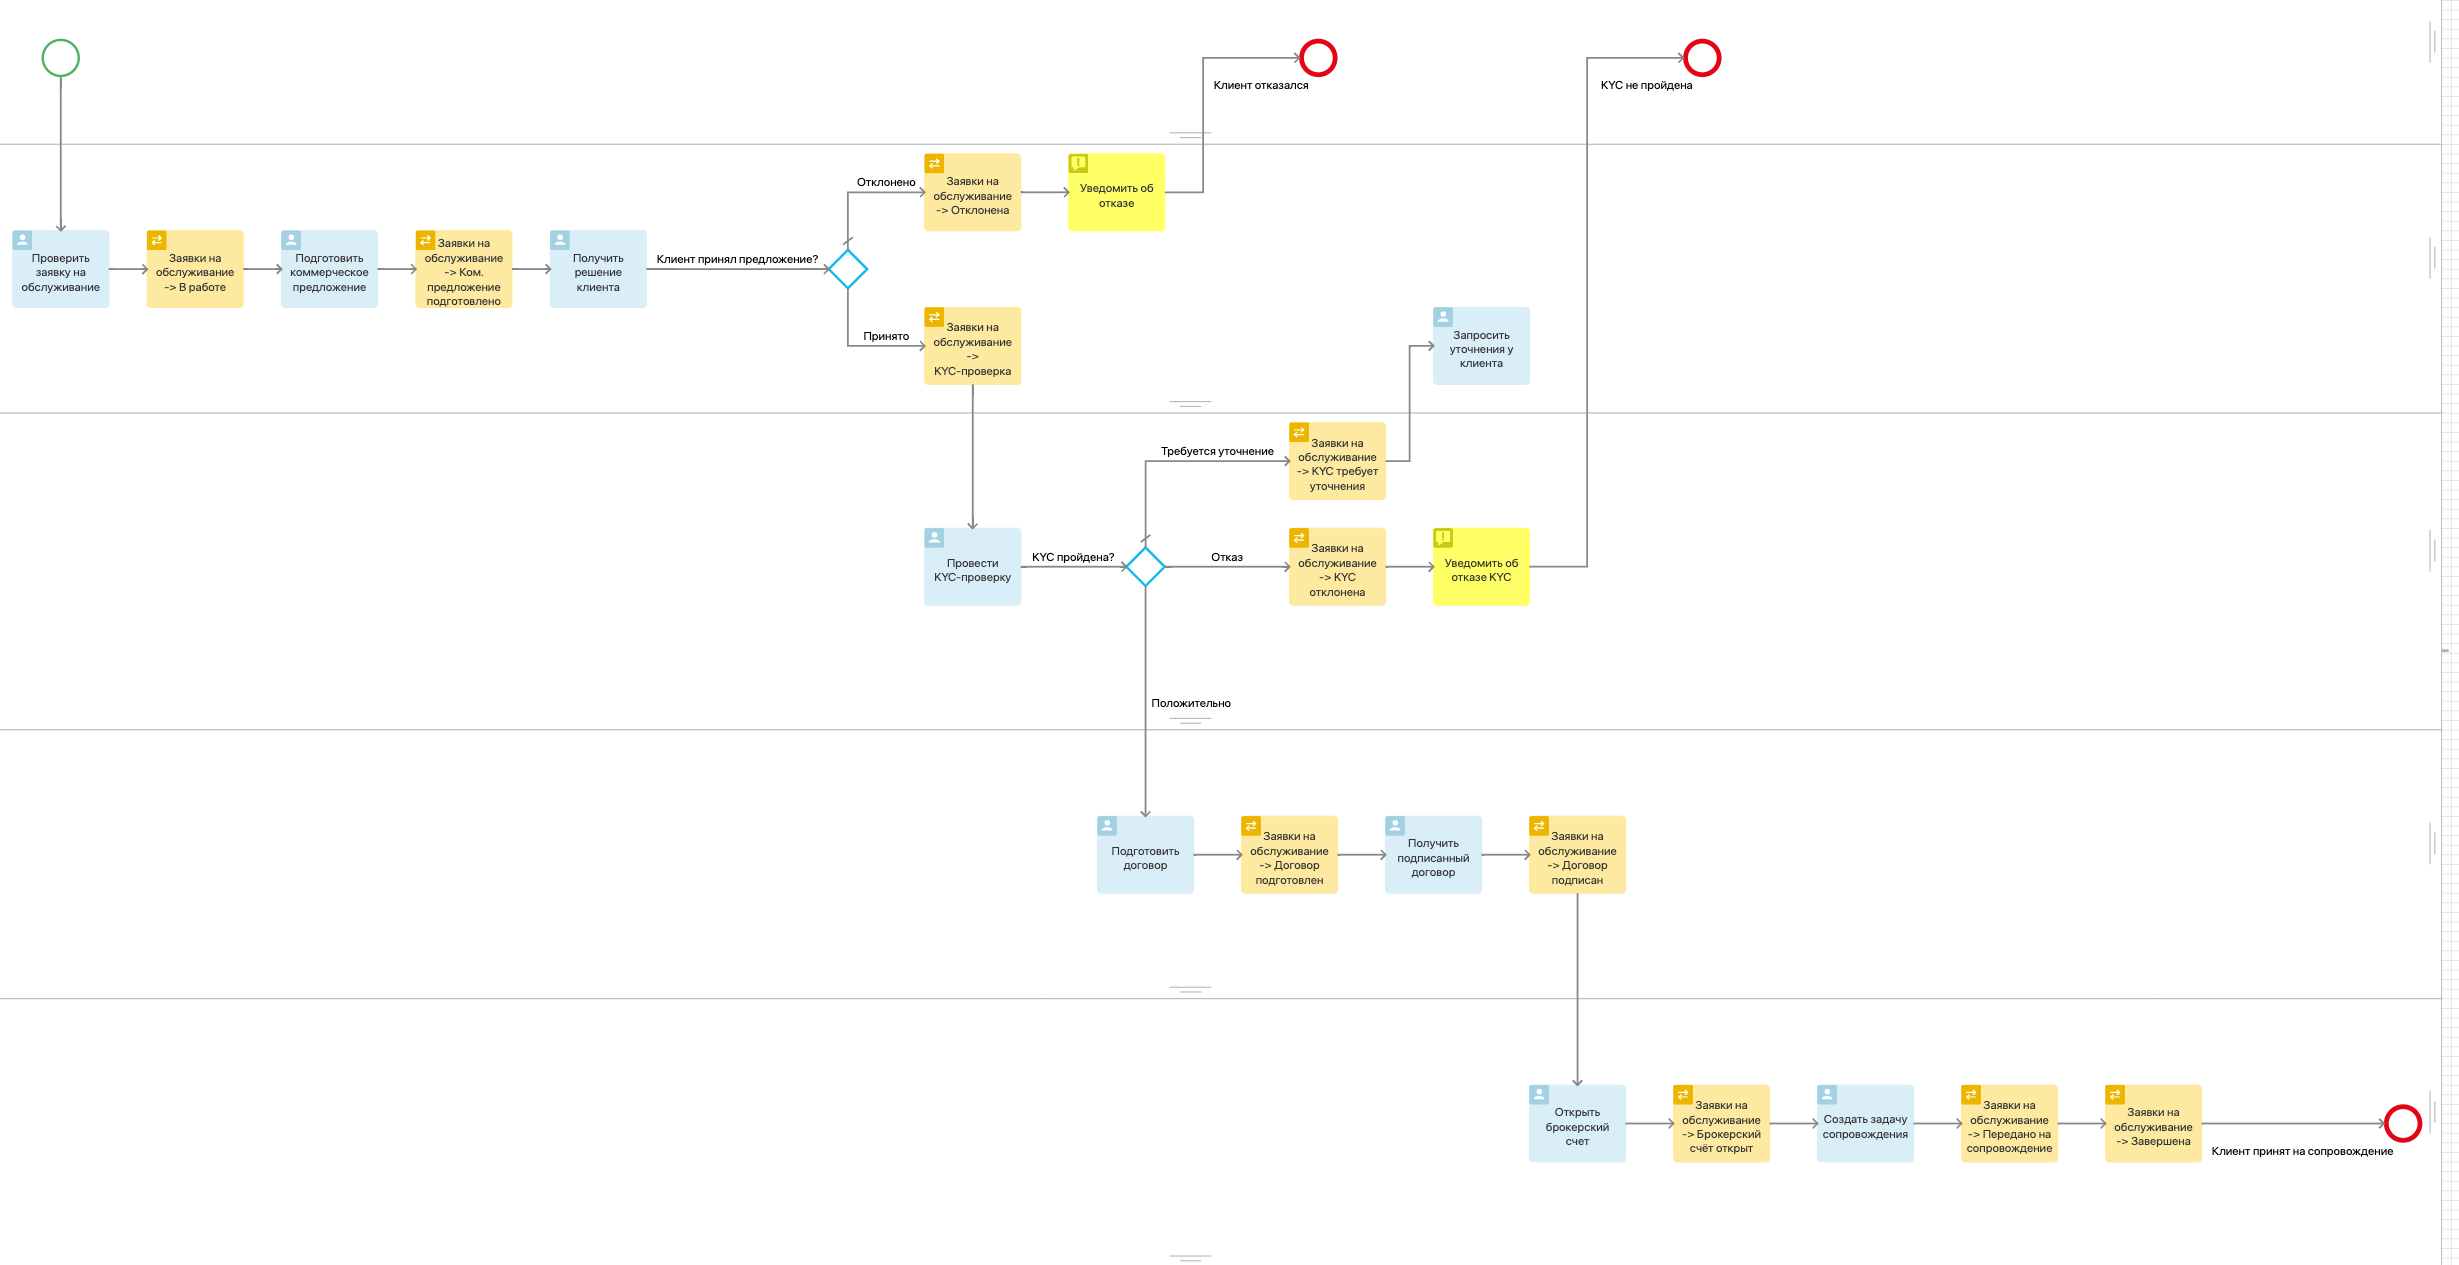 Клиент отказался
KYC не пройдена
Отклонено
Заявки на
обслуживание
-> Отклонена
Уведомить об
отказе
Проверить
заявку на
обслуживание
Заявки на
обслуживание
-> В работе
Подготовить
коммерческое
предложение
Заявки на
обслуживание
-> Ком.
предложение
подготовлено
Получить
решение
клиента
Клиент принял предложение?
Принято
Заявки на
обслуживание
->
KYC-проверка
Запросить
уточнения у
клиента
Требуется уточнение
Заявки на
обслуживание
-> KYC требует
уточнения
Провести
KYC-проверку
KYC пройдена?
Отказ
Заявки на
обслуживание
-> KYC
отклонена
Уведомить об
отказе KYC
Положительно
Подготовить
договор
Заявки на
обслуживание
-> Договор
подготовлен
Получить
подписанный
договор
Заявки на
обслуживание
-> Договор
подписан
Открыть
брокерский
счет
Заявки на
обслуживание
-> Брокерский
счёт открыт
Создать задачу
сопровождения
Заявки на
обслуживание
-> Передано на
сопровождение
Заявки на
обслуживание
-> Завершена
Клиент принят на сопровождение